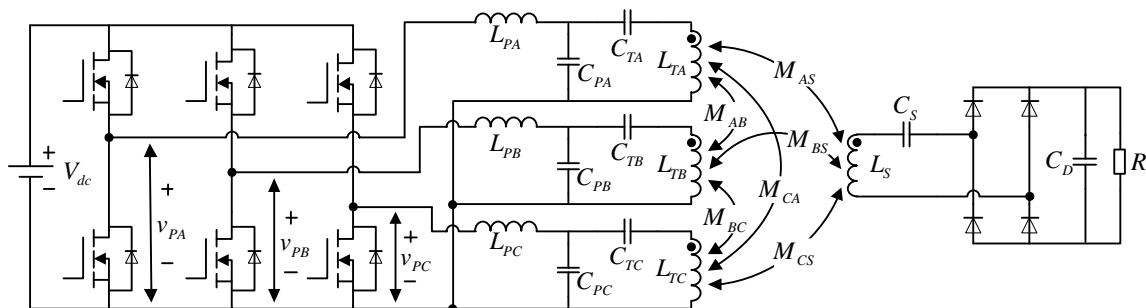 +
V_dc
−
+
v_PA
−
+
v_PB
−
+
v_PC
−
L_PA
C_TA
C_PA
L_TA
L_PB
C_TB
C_PB
L_TB
L_PC
C_TC
C_PC
L_TC
M_AS
M_AB
M_BS
M_CA
M_BC
M_CS
L_S
C_S
C_D
R